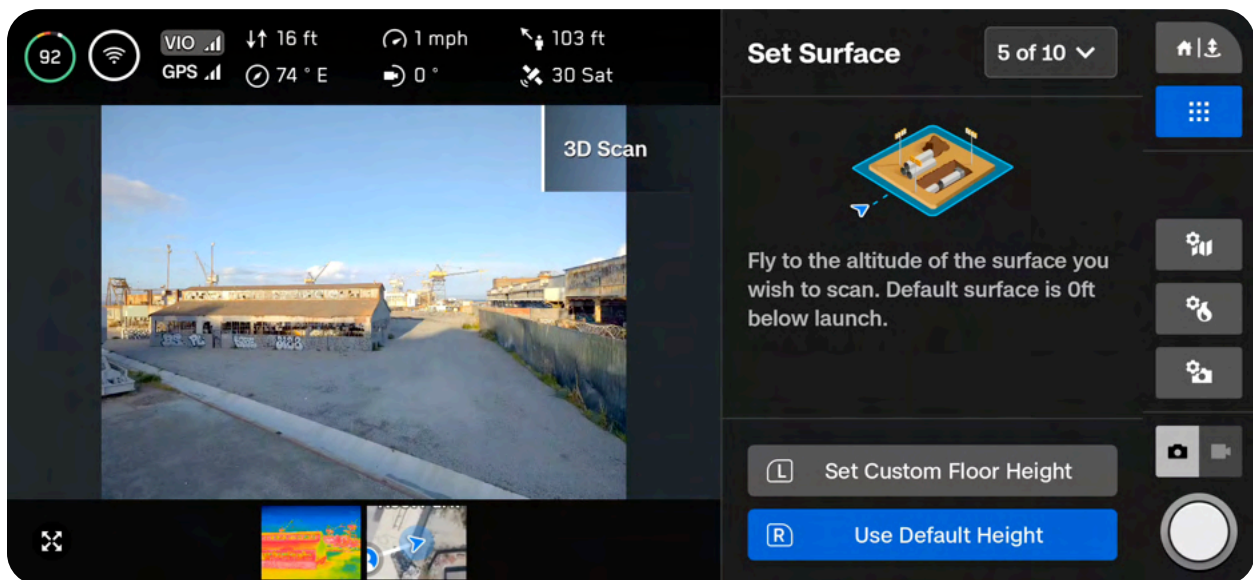 92
VIO
GPS
16 ft
74 ° E
1 mph
0 °
103 ft
30 Sat
3D Scan
Set Surface
5 of 10
Fly to the altitude of the surface you
wish to scan. Default surface is 0ft
below launch.
L Set Custom Floor Height
R Use Default Height